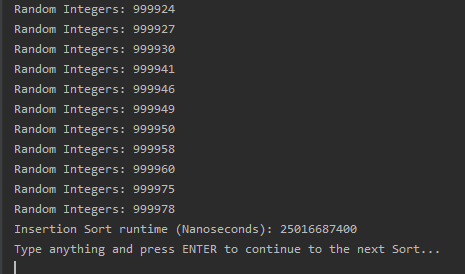 Random Integers: 999924
Random Integers: 999927
Random Integers: 999930
Random Integers: 999941
Random Integers: 999946
Random Integers: 999949
Random Integers: 999950
Random Integers: 999958
Random Integers: 999960
Random Integers: 999975
Random Integers: 999978
Insertion Sort runtime (Nanoseconds): 25016687400
Type anything and press ENTER to continue to the next Sort...